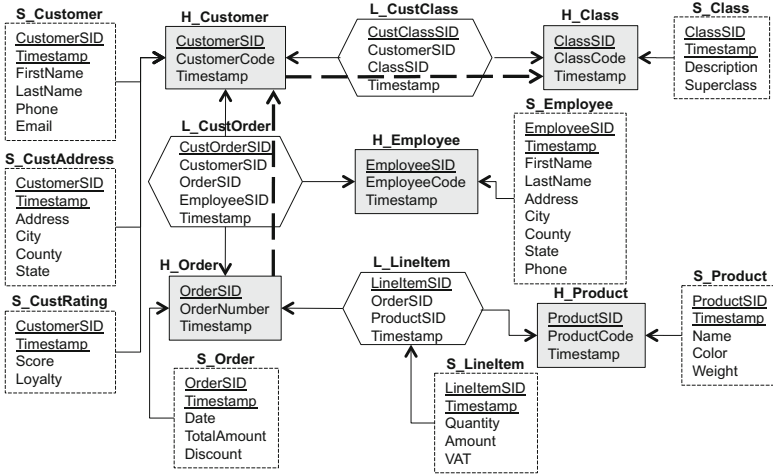 S_Customer
CustomerSID
Timestamp
FirstName
LastName
Phone
Email
H_Customer
CustomerSID
CustomerCode
Timestamp
L_CustClass
CustClassSID
CustomerSID
ClassSID
Timestamp
H_Class
ClassSID
ClassCode
Timestamp
S_Class
ClassSID
Timestamp
Description
Superclass
S_CustAddress
CustomerSID
Timestamp
Address
City
County
State
L_CustOrder
CustOrderSID
CustomerSID
OrderSID
EmployeeSID
Timestamp
H_Employee
EmployeeSID
EmployeeCode
Timestamp
S_Employee
EmployeeSID
Timestamp
FirstName
LastName
Address
City
County
State
Phone
S_CustRating
CustomerSID
Timestamp
Score
Loyalty
H_Order
OrderSID
OrderNumber
Timestamp
L_LineItem
LineItemSID
OrderSID
ProductSID
Timestamp
H_Product
ProductSID
ProductCode
Timestamp
S_Product
ProductSID
Timestamp
Name
Color
Weight
S_Order
OrderSID
Timestamp
Date
TotalAmount
Discount
S_LineItem
LineItemSID
Timestamp
Quantity
Amount
VAT